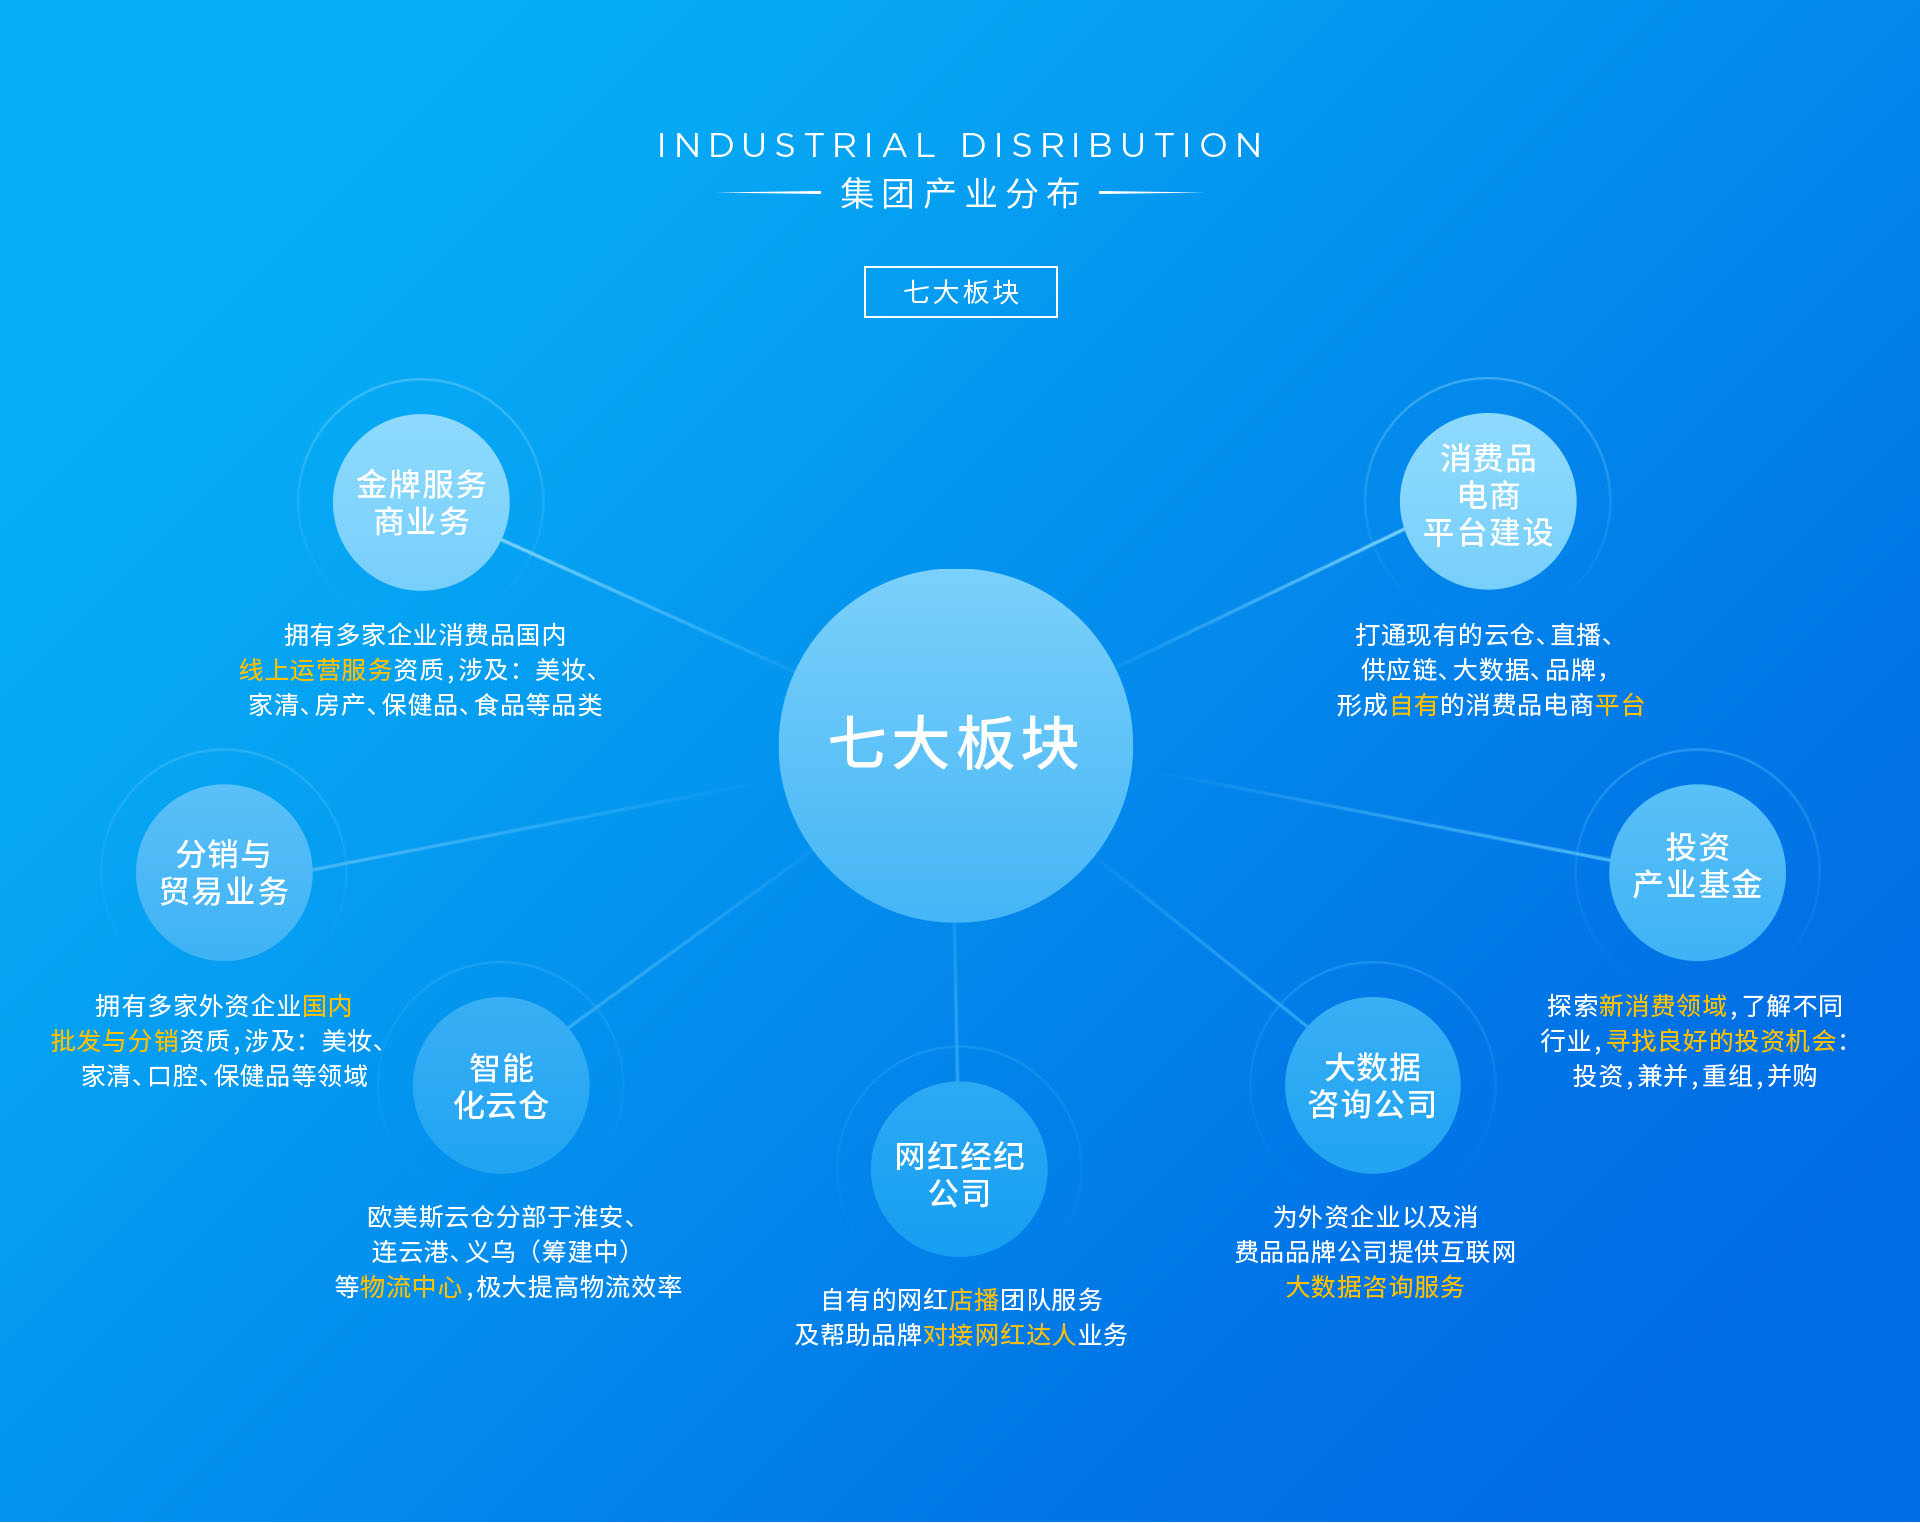 INDUSTRIAL DISRIBUTION
集团产业分布
七大板块
金牌服务
商业务
拥有多家企业消费品国内
线上运营服务资质,涉及：美妆、
家清、房产、保健品、食品等品类
消费品
电商
平台建设
打通现有的云仓、直播、
供应链、大数据、品牌，
形成自有的消费品电商平台
七大板块
分销与
贸易业务
拥有多家外资企业国内
批发与分销资质,涉及：美妆、
家清、口腔、保健品等领域
投资
产业基金
探索新消费领域,了解不同
行业,寻找良好的投资机会：
投资,兼并,重组,并购
智能
化云仓
欧美斯云仓分部于淮安、
连云港、义乌（筹建中）
等物流中心,极大提高物流效率
网红经纪
公司
自有的网红店播团队服务
及帮助品牌对接网红达人业务
大数据
咨询公司
为外资企业以及消
费品品牌公司提供互联网
大数据咨询服务